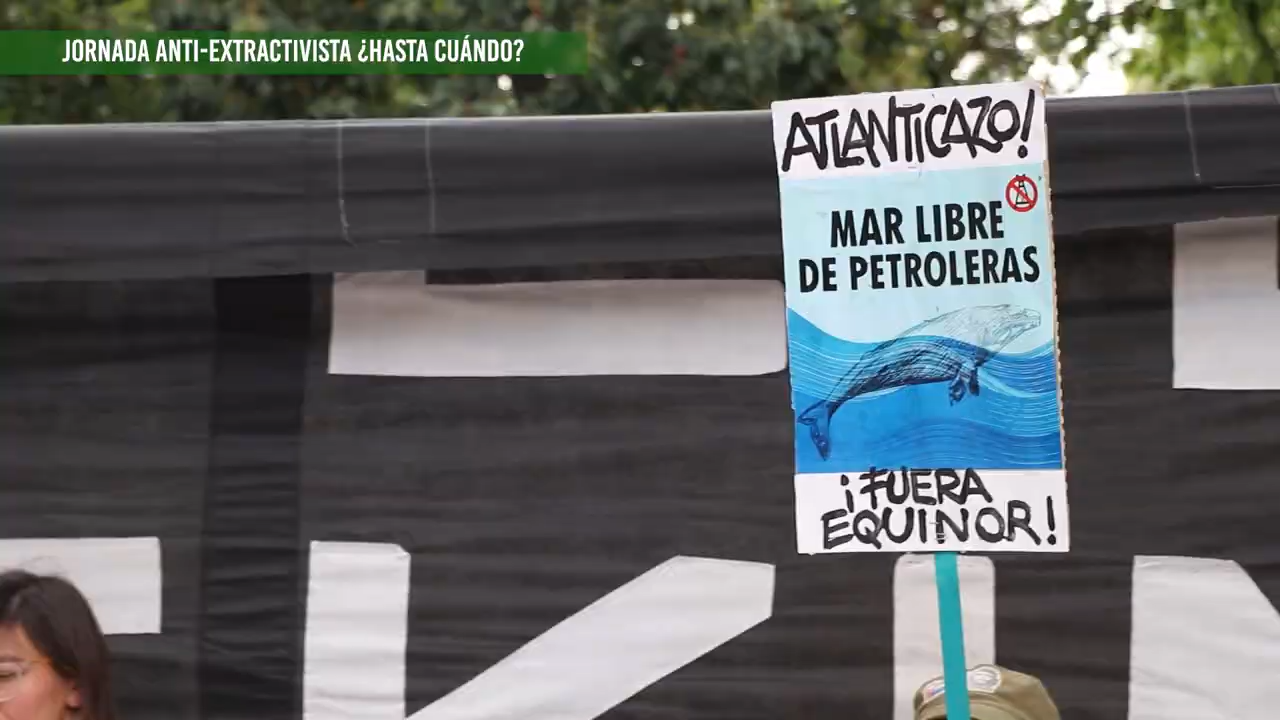 JORNADA ANTI-EXTRACTIVISTA ¿HASTA CUÁNDO?
ATLANTICAZO!
MAR LIBRE
DE PETROLERAS
¡FUERA
EQUINOR!